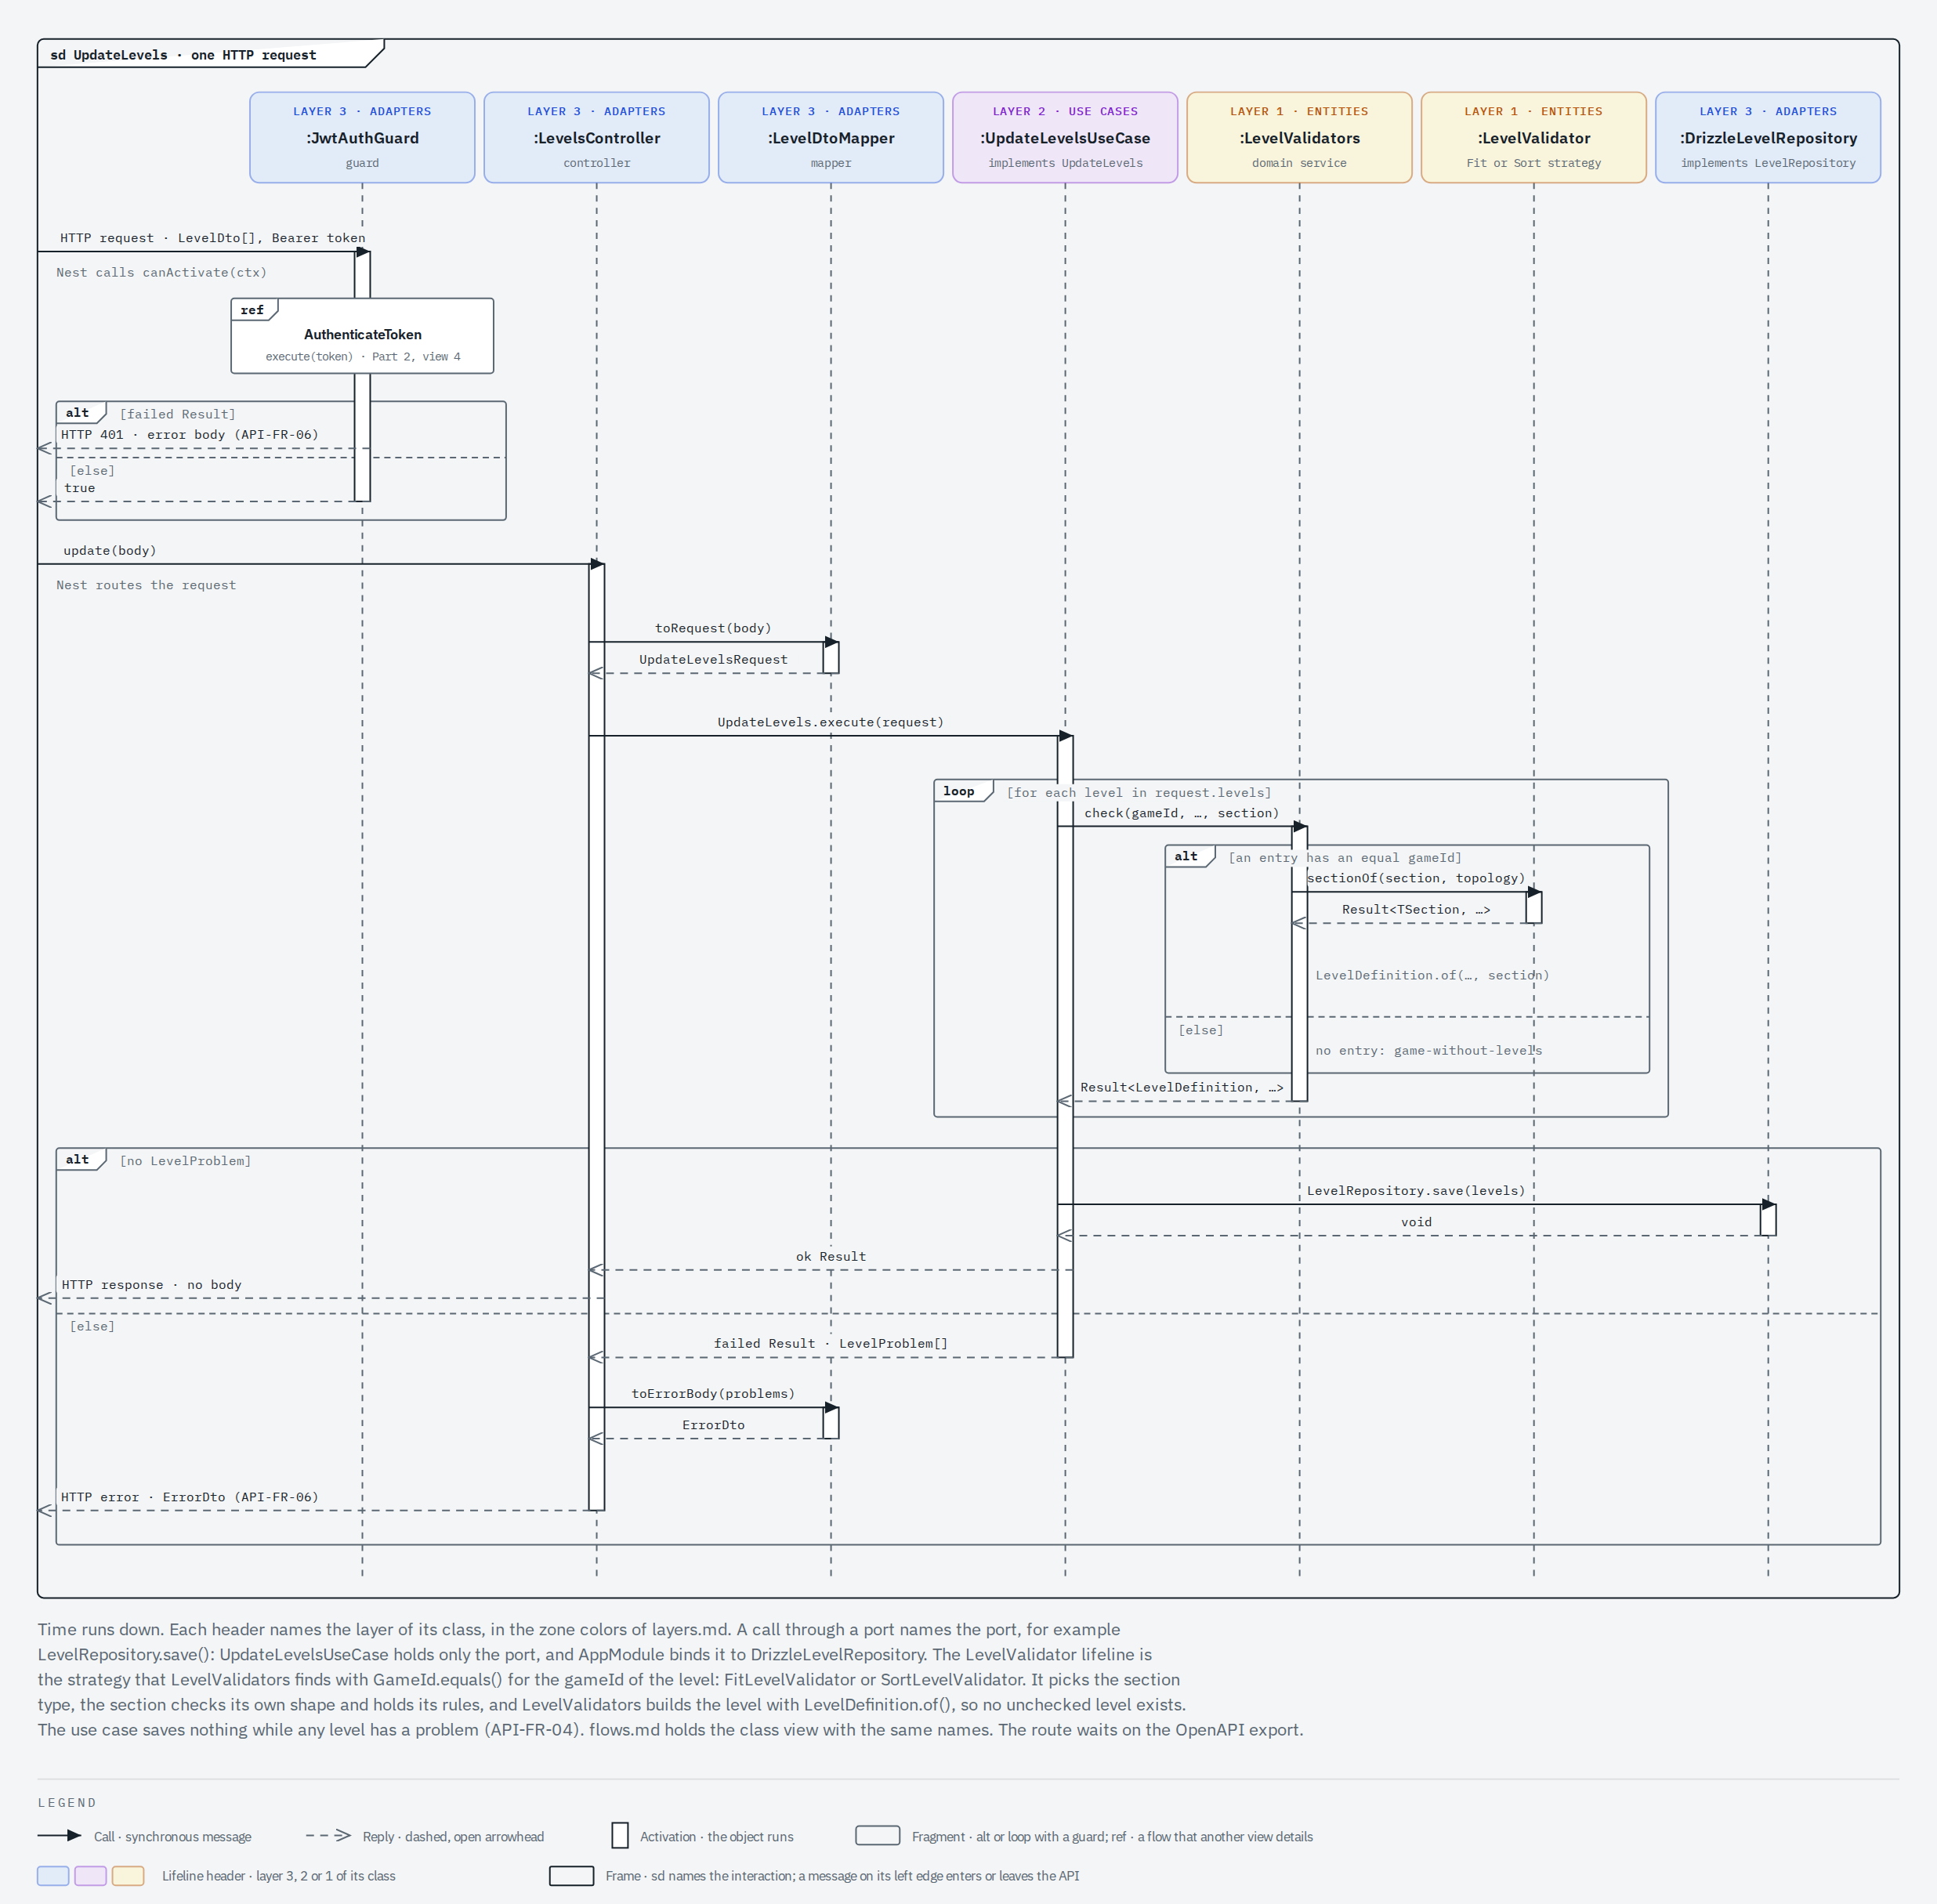 sd UpdateLevels · one HTTP request
LAYER 3 · ADAPTERS
:JwtAuthGuard
guard
LAYER 3 · ADAPTERS
:LevelsController
controller
LAYER 3 · ADAPTERS
:LevelDtoMapper
mapper
LAYER 2 · USE CASES
:UpdateLevelsUseCase
implements UpdateLevels
LAYER 1 · ENTITIES
:LevelValidators
domain service
LAYER 1 · ENTITIES
:LevelValidator
Fit or Sort strategy
LAYER 3 · ADAPTERS
:DrizzleLevelRepository
implements LevelRepository
HTTP request · LevelDto[], Bearer token
Nest calls canActivate(ctx)
ref
AuthenticateToken
execute(token) · Part 2, view 4
alt [failed Result]
HTTP 401 · error body (API-FR-06)
[else]
true
update(body)
Nest routes the request
toRequest(body)
UpdateLevelsRequest
UpdateLevels.execute(request)
loop [for each level in request.levels]
check(gameId, …, section)
alt [an entry has an equal gameId]
sectionOf(section, topology)
Result<TSection, …>
LevelDefinition.of(…, section)
[else]
no entry: game-without-levels
Result<LevelDefinition, …>
alt [no LevelProblem]
LevelRepository.save(levels)
void
ok Result
HTTP response · no body
[else]
failed Result · LevelProblem[]
toErrorBody(problems)
ErrorDto
HTTP error · ErrorDto (API-FR-06)
Time runs down. Each header names the layer of its class, in the zone colors of layers.md. A call through a port names the port, for example
LevelRepository.save(): UpdateLevelsUseCase holds only the port, and AppModule binds it to DrizzleLevelRepository. The LevelValidator lifeline is
the strategy that LevelValidators finds with GameId.equals() for the gameId of the level: FitLevelValidator or SortLevelValidator. It picks the section
type, the section checks its own shape and holds its rules, and LevelValidators builds the level with LevelDefinition.of(), so no unchecked level exists.
The use case saves nothing while any level has a problem (API-FR-04). flows.md holds the class view with the same names. The route waits on the OpenAPI export.
LEGEND
Call · synchronous message
Reply · dashed, open arrowhead
Activation · the object runs
Fragment · alt or loop with a guard; ref · a flow that another view details
Lifeline header · layer 3, 2 or 1 of its class
Frame · sd names the interaction; a message on its left edge enters or leaves the API